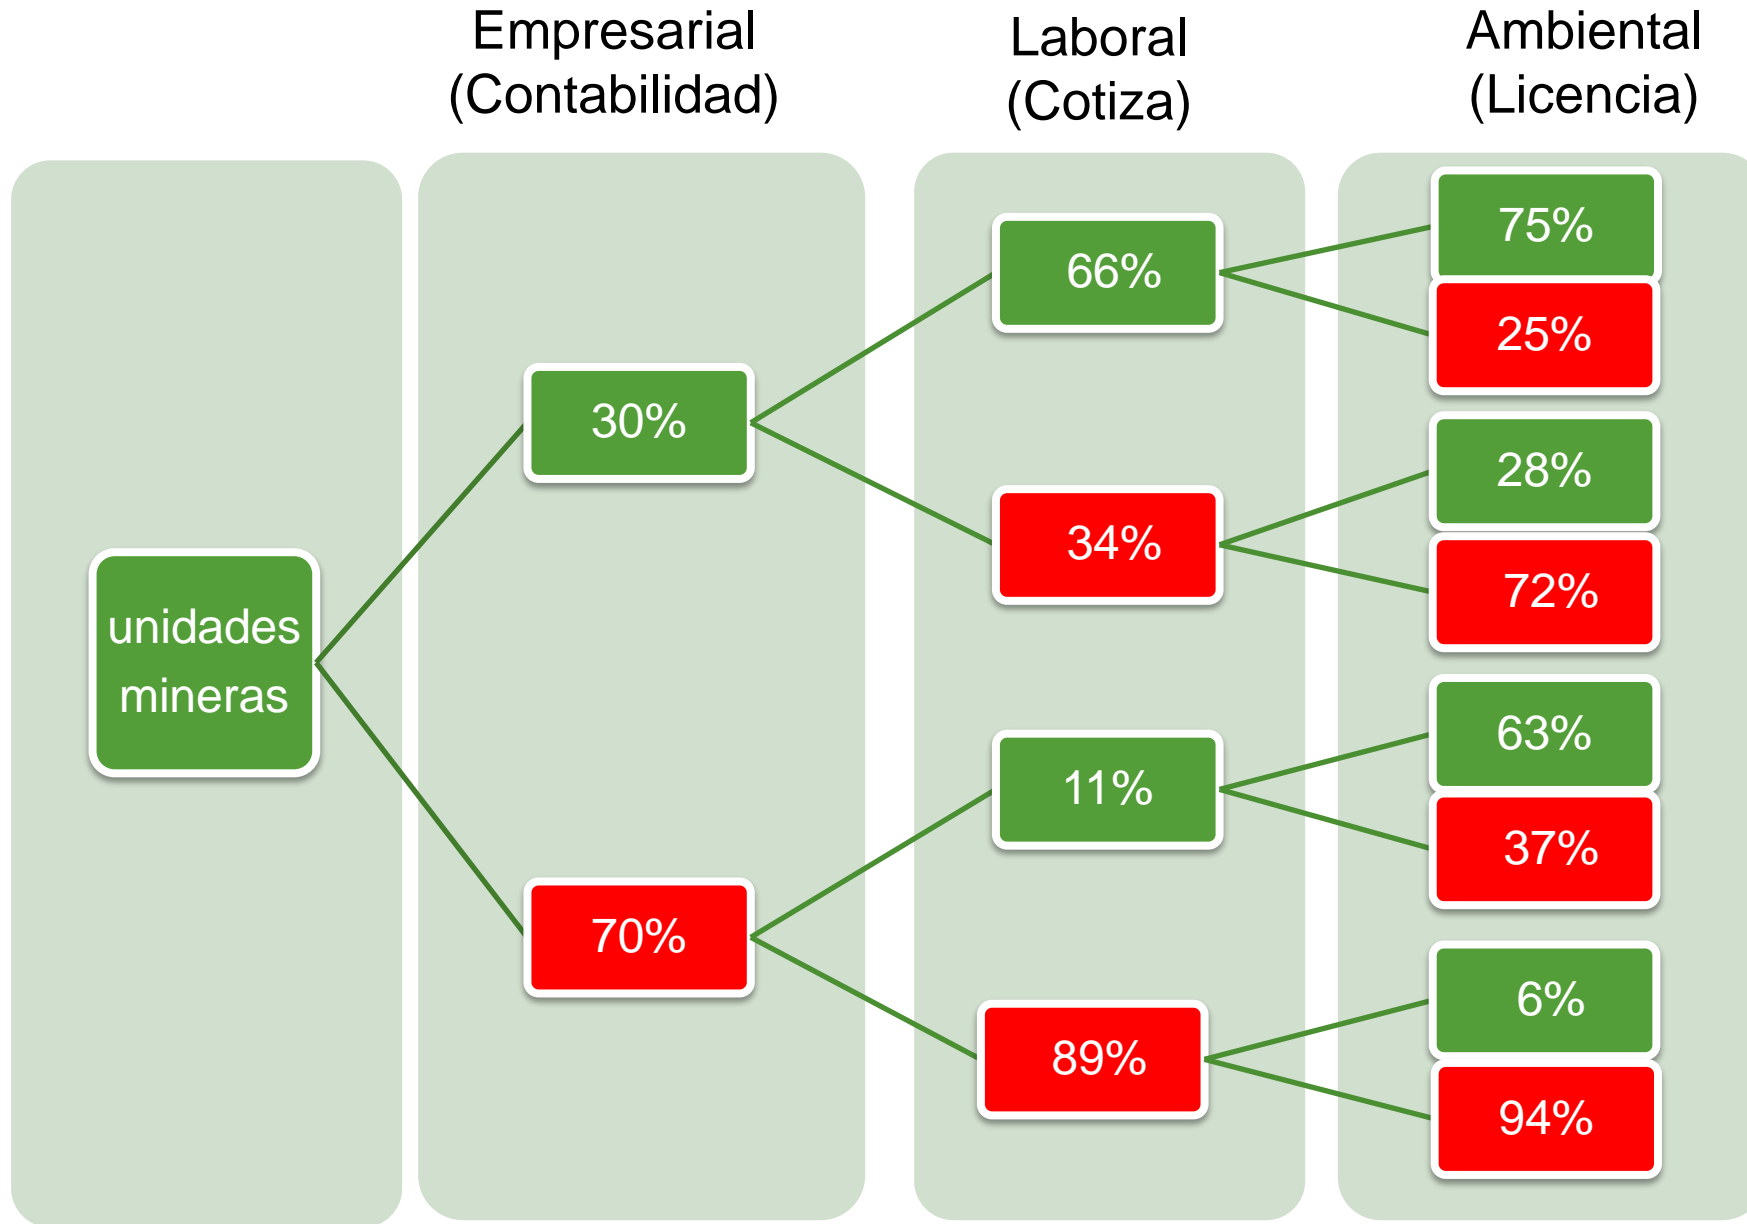 Empresarial
(Contabilidad)
Laboral
(Cotiza)
Ambiental
(Licencia)
unidades
mineras
30%
70%
66%
34%
11%
89%
75%
25%
28%
72%
63%
37%
6%
94%